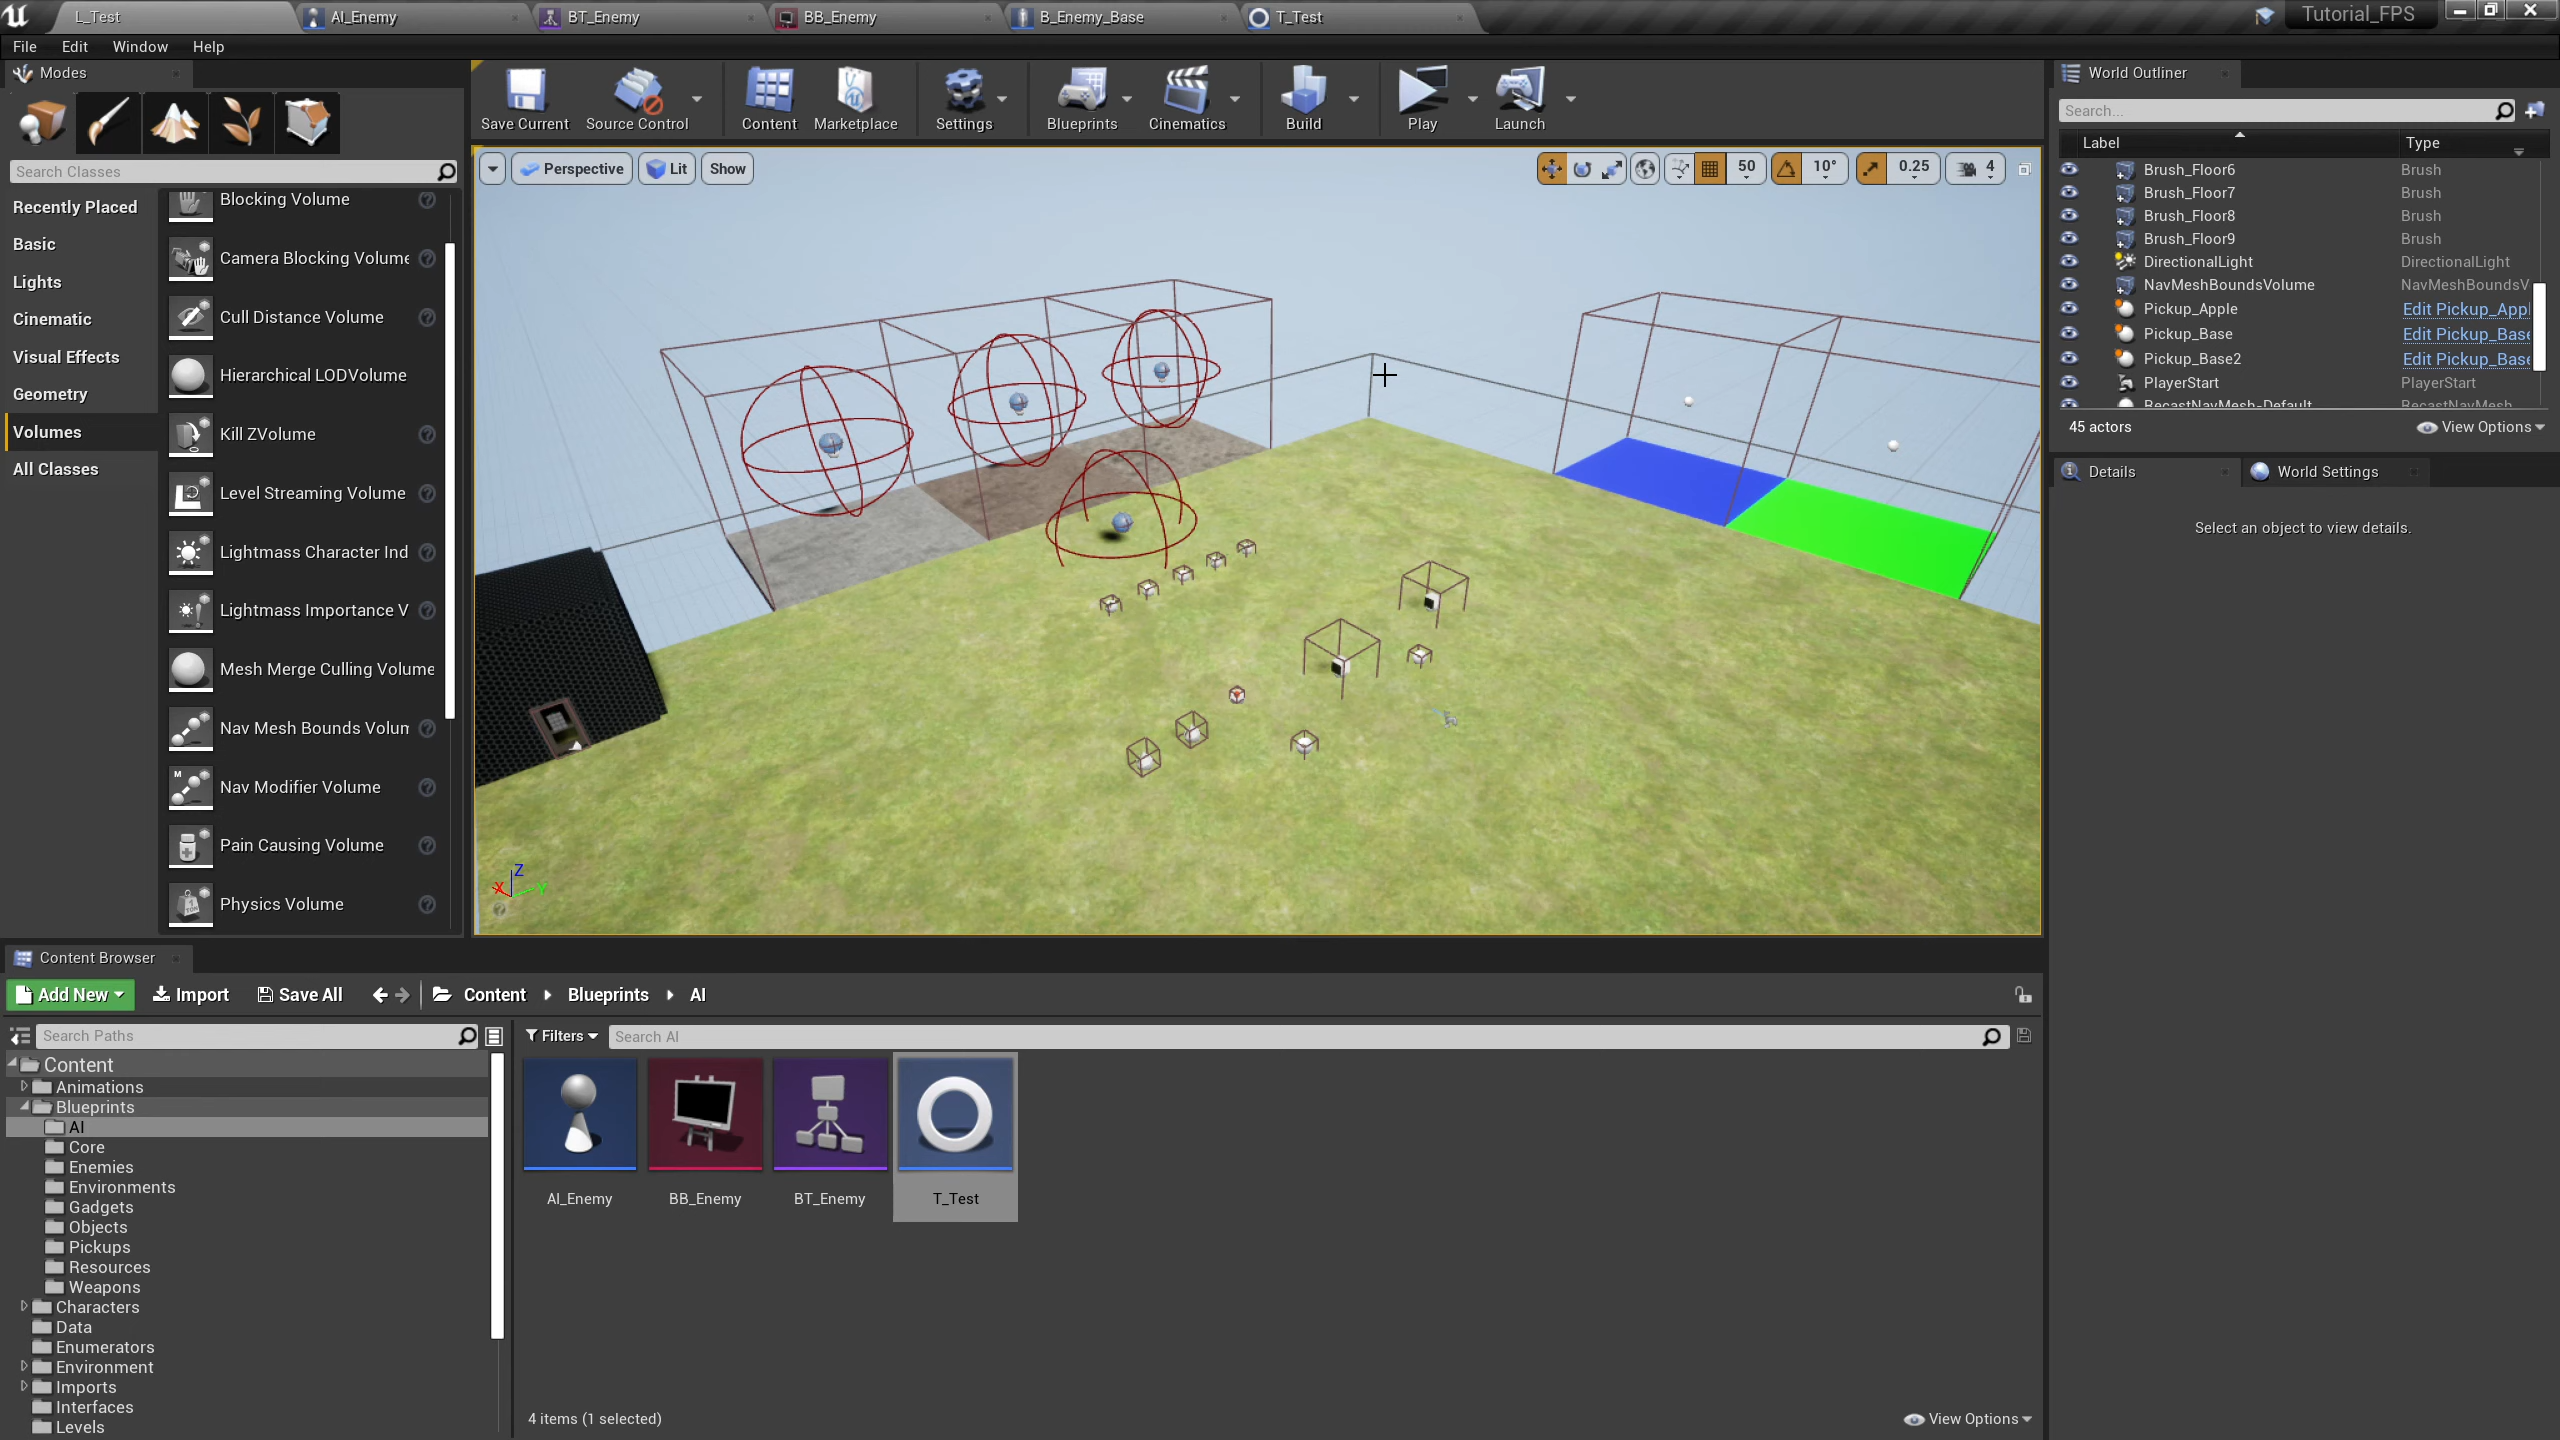 L_Test
AI_Enemy
BT_Enemy
BB_Enemy
B_Enemy_Base
T_Test
Tutorial_FPS
File
Edit
Window
Help
Modes
Search Classes
Recently Placed
Basic
Lights
Cinematic
Visual Effects
Geometry
Volumes
All Classes
Blocking Volume
Camera Blocking Volume
Cull Distance Volume
Hierarchical LODVolume
Kill ZVolume
Level Streaming Volume
Lightmass Character Ind
Lightmass Importance V
Mesh Merge Culling Volume
Nav Mesh Bounds Volum
Nav Modifier Volume
Pain Causing Volume
Physics Volume
Save Current
Source Control
Content
Marketplace
Settings
Blueprints
Cinematics
Build
Play
Launch
Perspective
Lit
Show
50
10°
0.25
4
X
Z
Y
World Outliner
Search...
Label
Type
Brush_Floor6
Brush
Brush_Floor7
Brush
Brush_Floor8
Brush
Brush_Floor9
Brush
DirectionalLight
DirectionalLight
NavMeshBoundsVolume
NavMeshBoundsV
Pickup_Apple
Edit Pickup_Appl
Pickup_Base
Edit Pickup_Base
Pickup_Base2
Edit Pickup_Base
PlayerStart
PlayerStart
RecastNavMesh-Default
RecastNavMesh
45 actors
View Options
Details
World Settings
Select an object to view details.
Content Browser
Add New
Import
Save All
Content
Blueprints
AI
Search Paths
Filters
Search AI
Content
Animations
Blueprints
AI
Core
Enemies
Environments
Gadgets
Objects
Pickups
Resources
Weapons
Characters
Data
Enumerators
Environment
Imports
Interfaces
Levels
AI_Enemy
BB_Enemy
BT_Enemy
T_Test
4 items (1 selected)
View Options